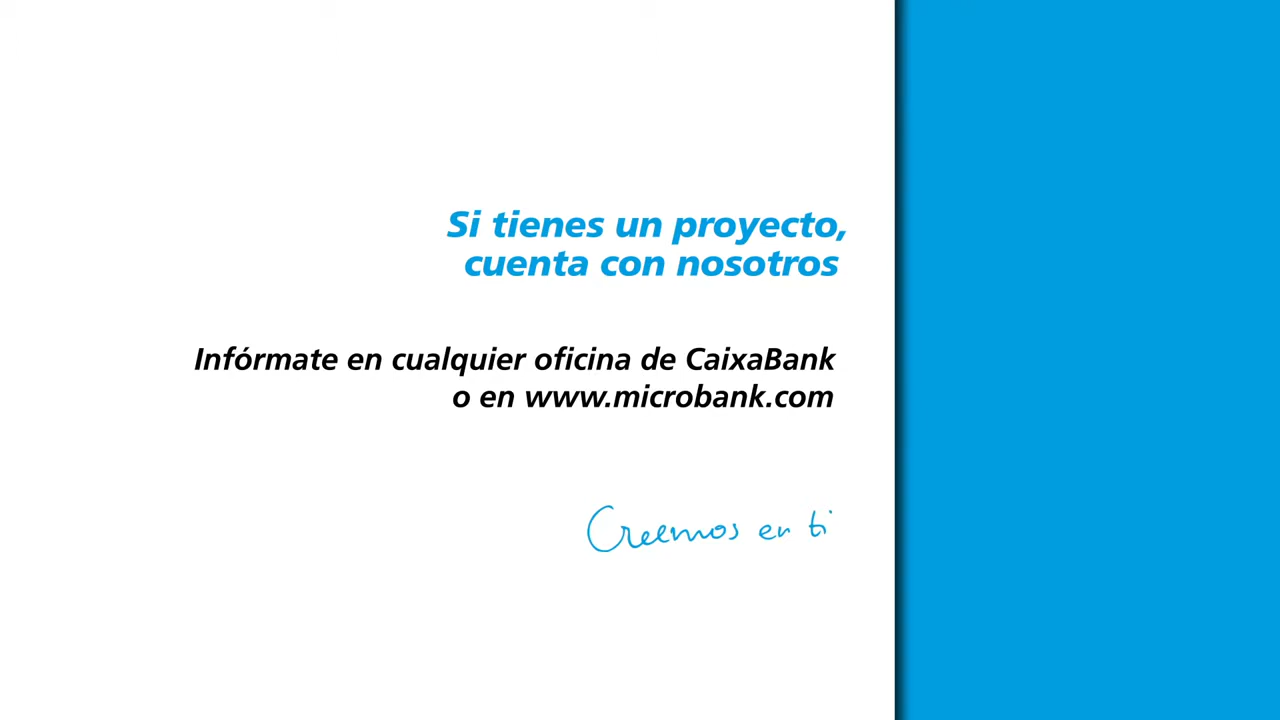 Si tienes un proyecto,
cuenta con nosotros
Infórmate en cualquier oficina de CaixaBank
o en www.microbank.com
Creemos en ti